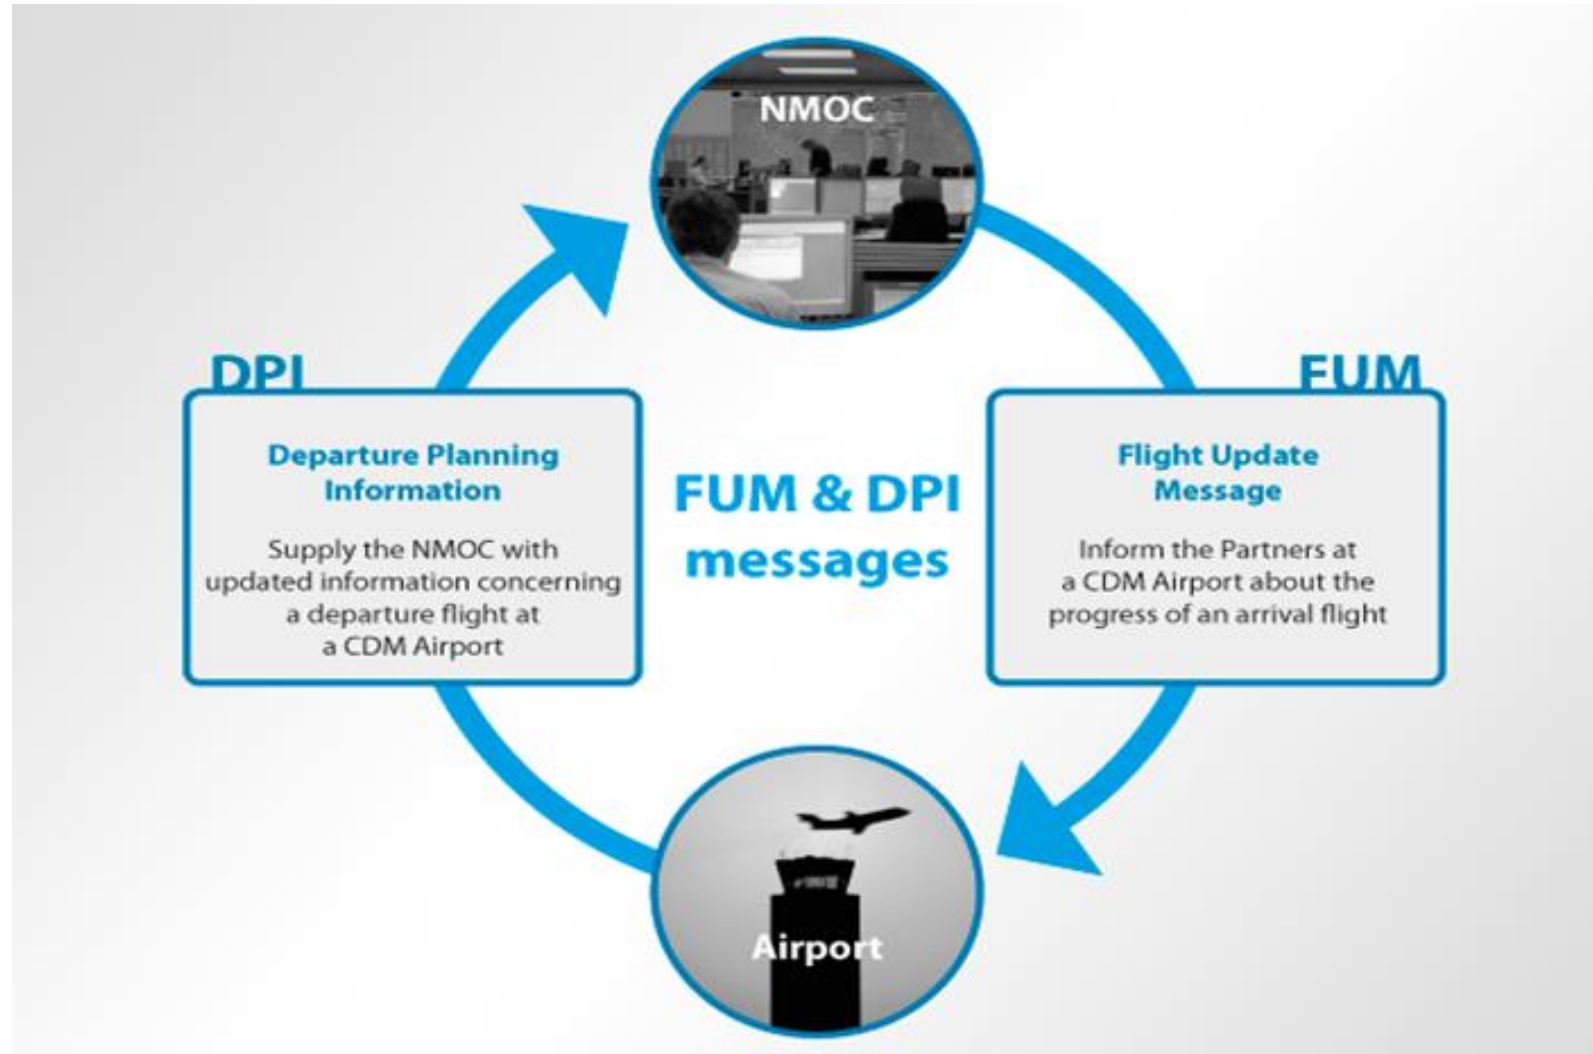 NMOC
DPI
Departure Planning
Information
Supply the NMOC with
updated information concerning
a departure flight at
a CDM Airport
FUM & DPI
messages
FUM
Flight Update
Message
Inform the Partners at
a CDM Airport about the
progress of an arrival flight
Airport